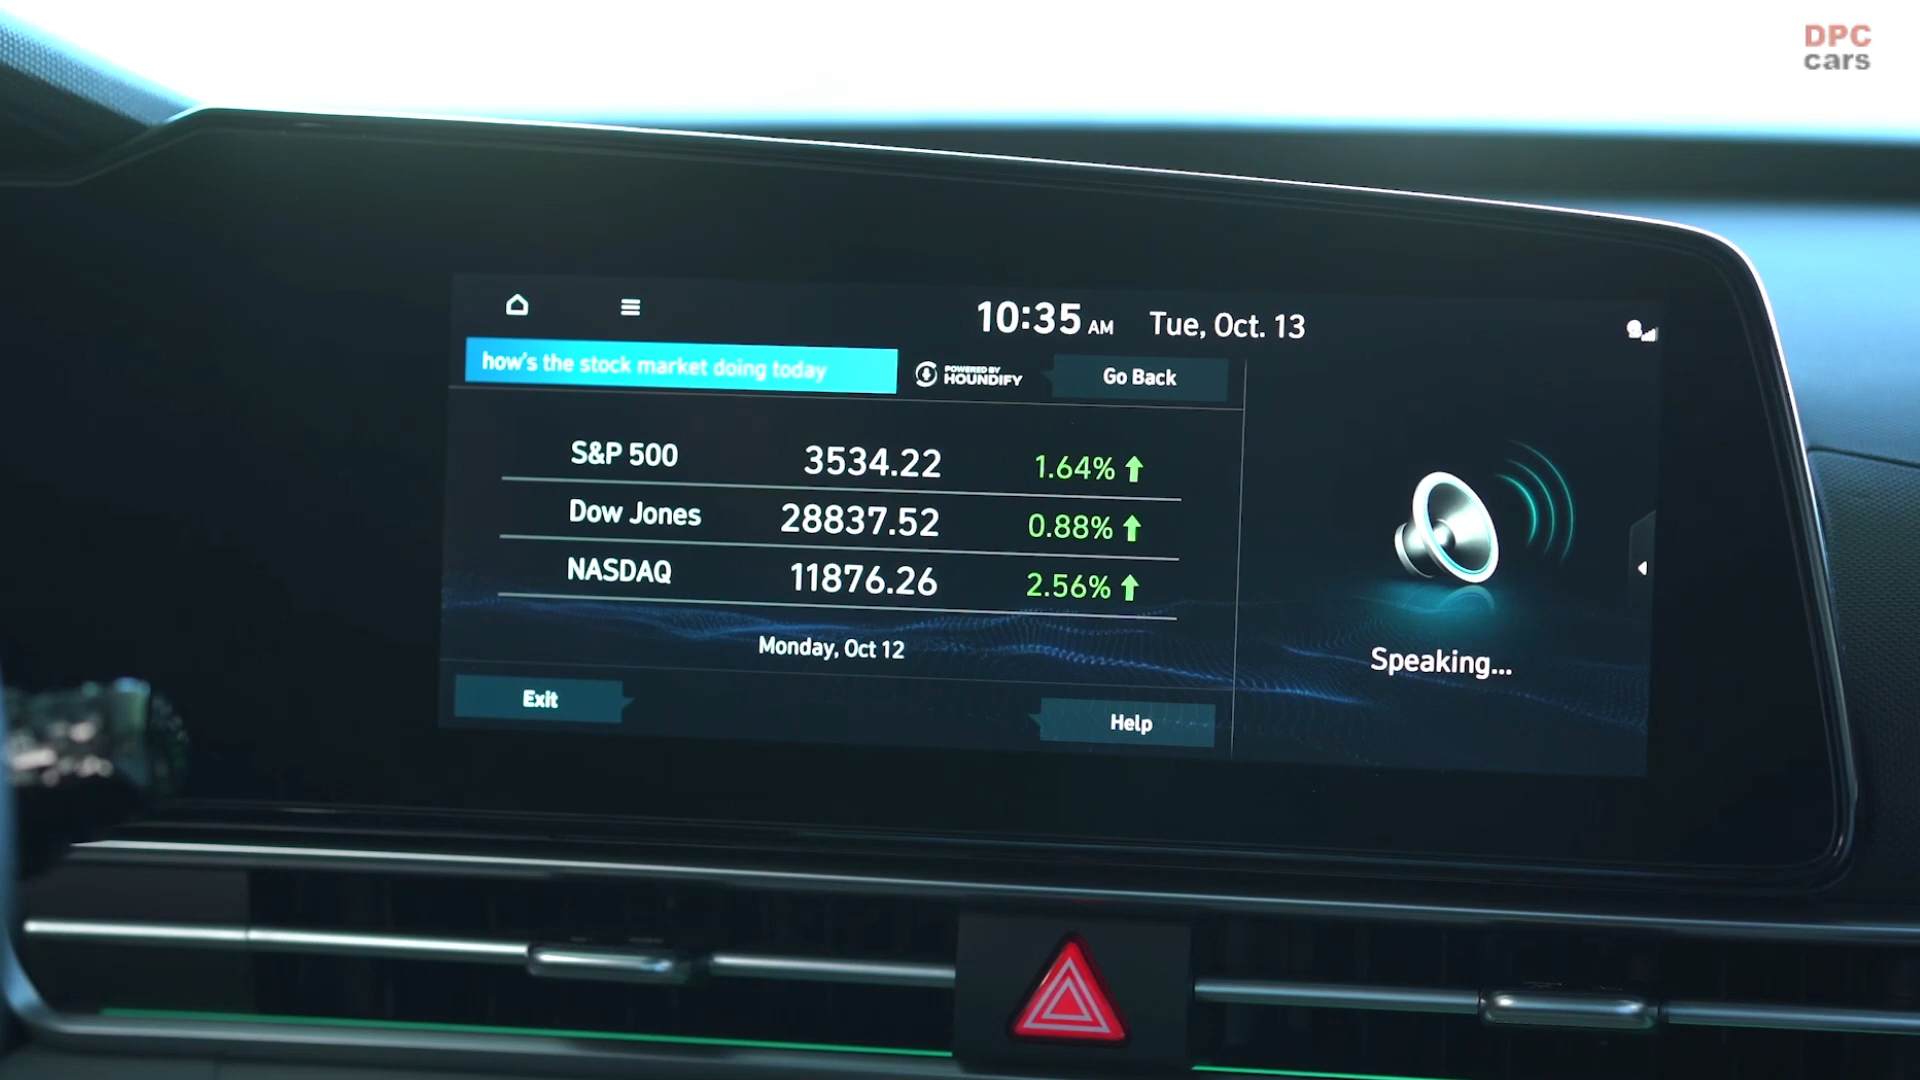 DPC
cars
10:35 AM Tue, Oct. 13
how's the stock market doing today
POWERED BY
HOUNDIFY
Go Back
S&P 500 3534.22 1.64%
Dow Jones 28837.52 0.88%
NASDAQ 11876.26 2.56%
Monday, Oct 12
Speaking...
Exit
Help